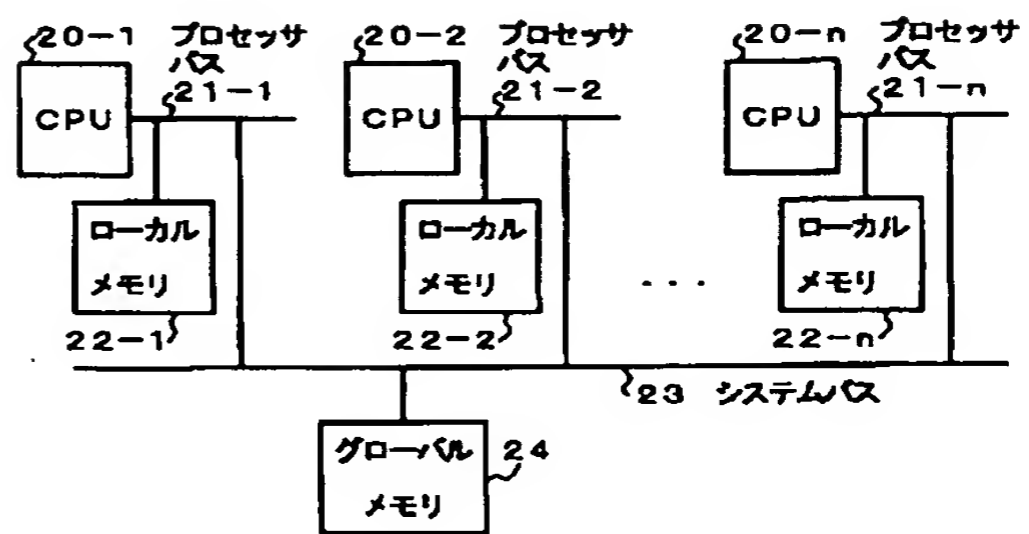 20-1 プロセッサ
バス
21-1
CPU
ローカル
メモリ
22-1
20-2 プロセッサ
バス
21-2
CPU
ローカル
メモリ
22-2
...
20-n プロセッサ
バス
21-n
CPU
ローカル
メモリ
22-n
23 システムバス
グローバル
メモリ
24